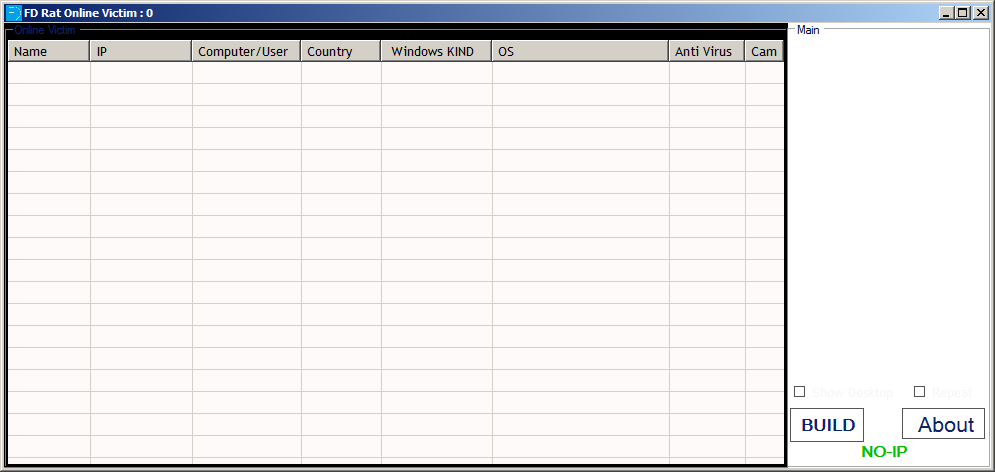 FD Rat Online Victim : 0
Online Victim
Main
Name IP Computer/User Country Windows KIND OS Anti Virus Cam
Show Desktop Repeat
BUILD About
NO-IP